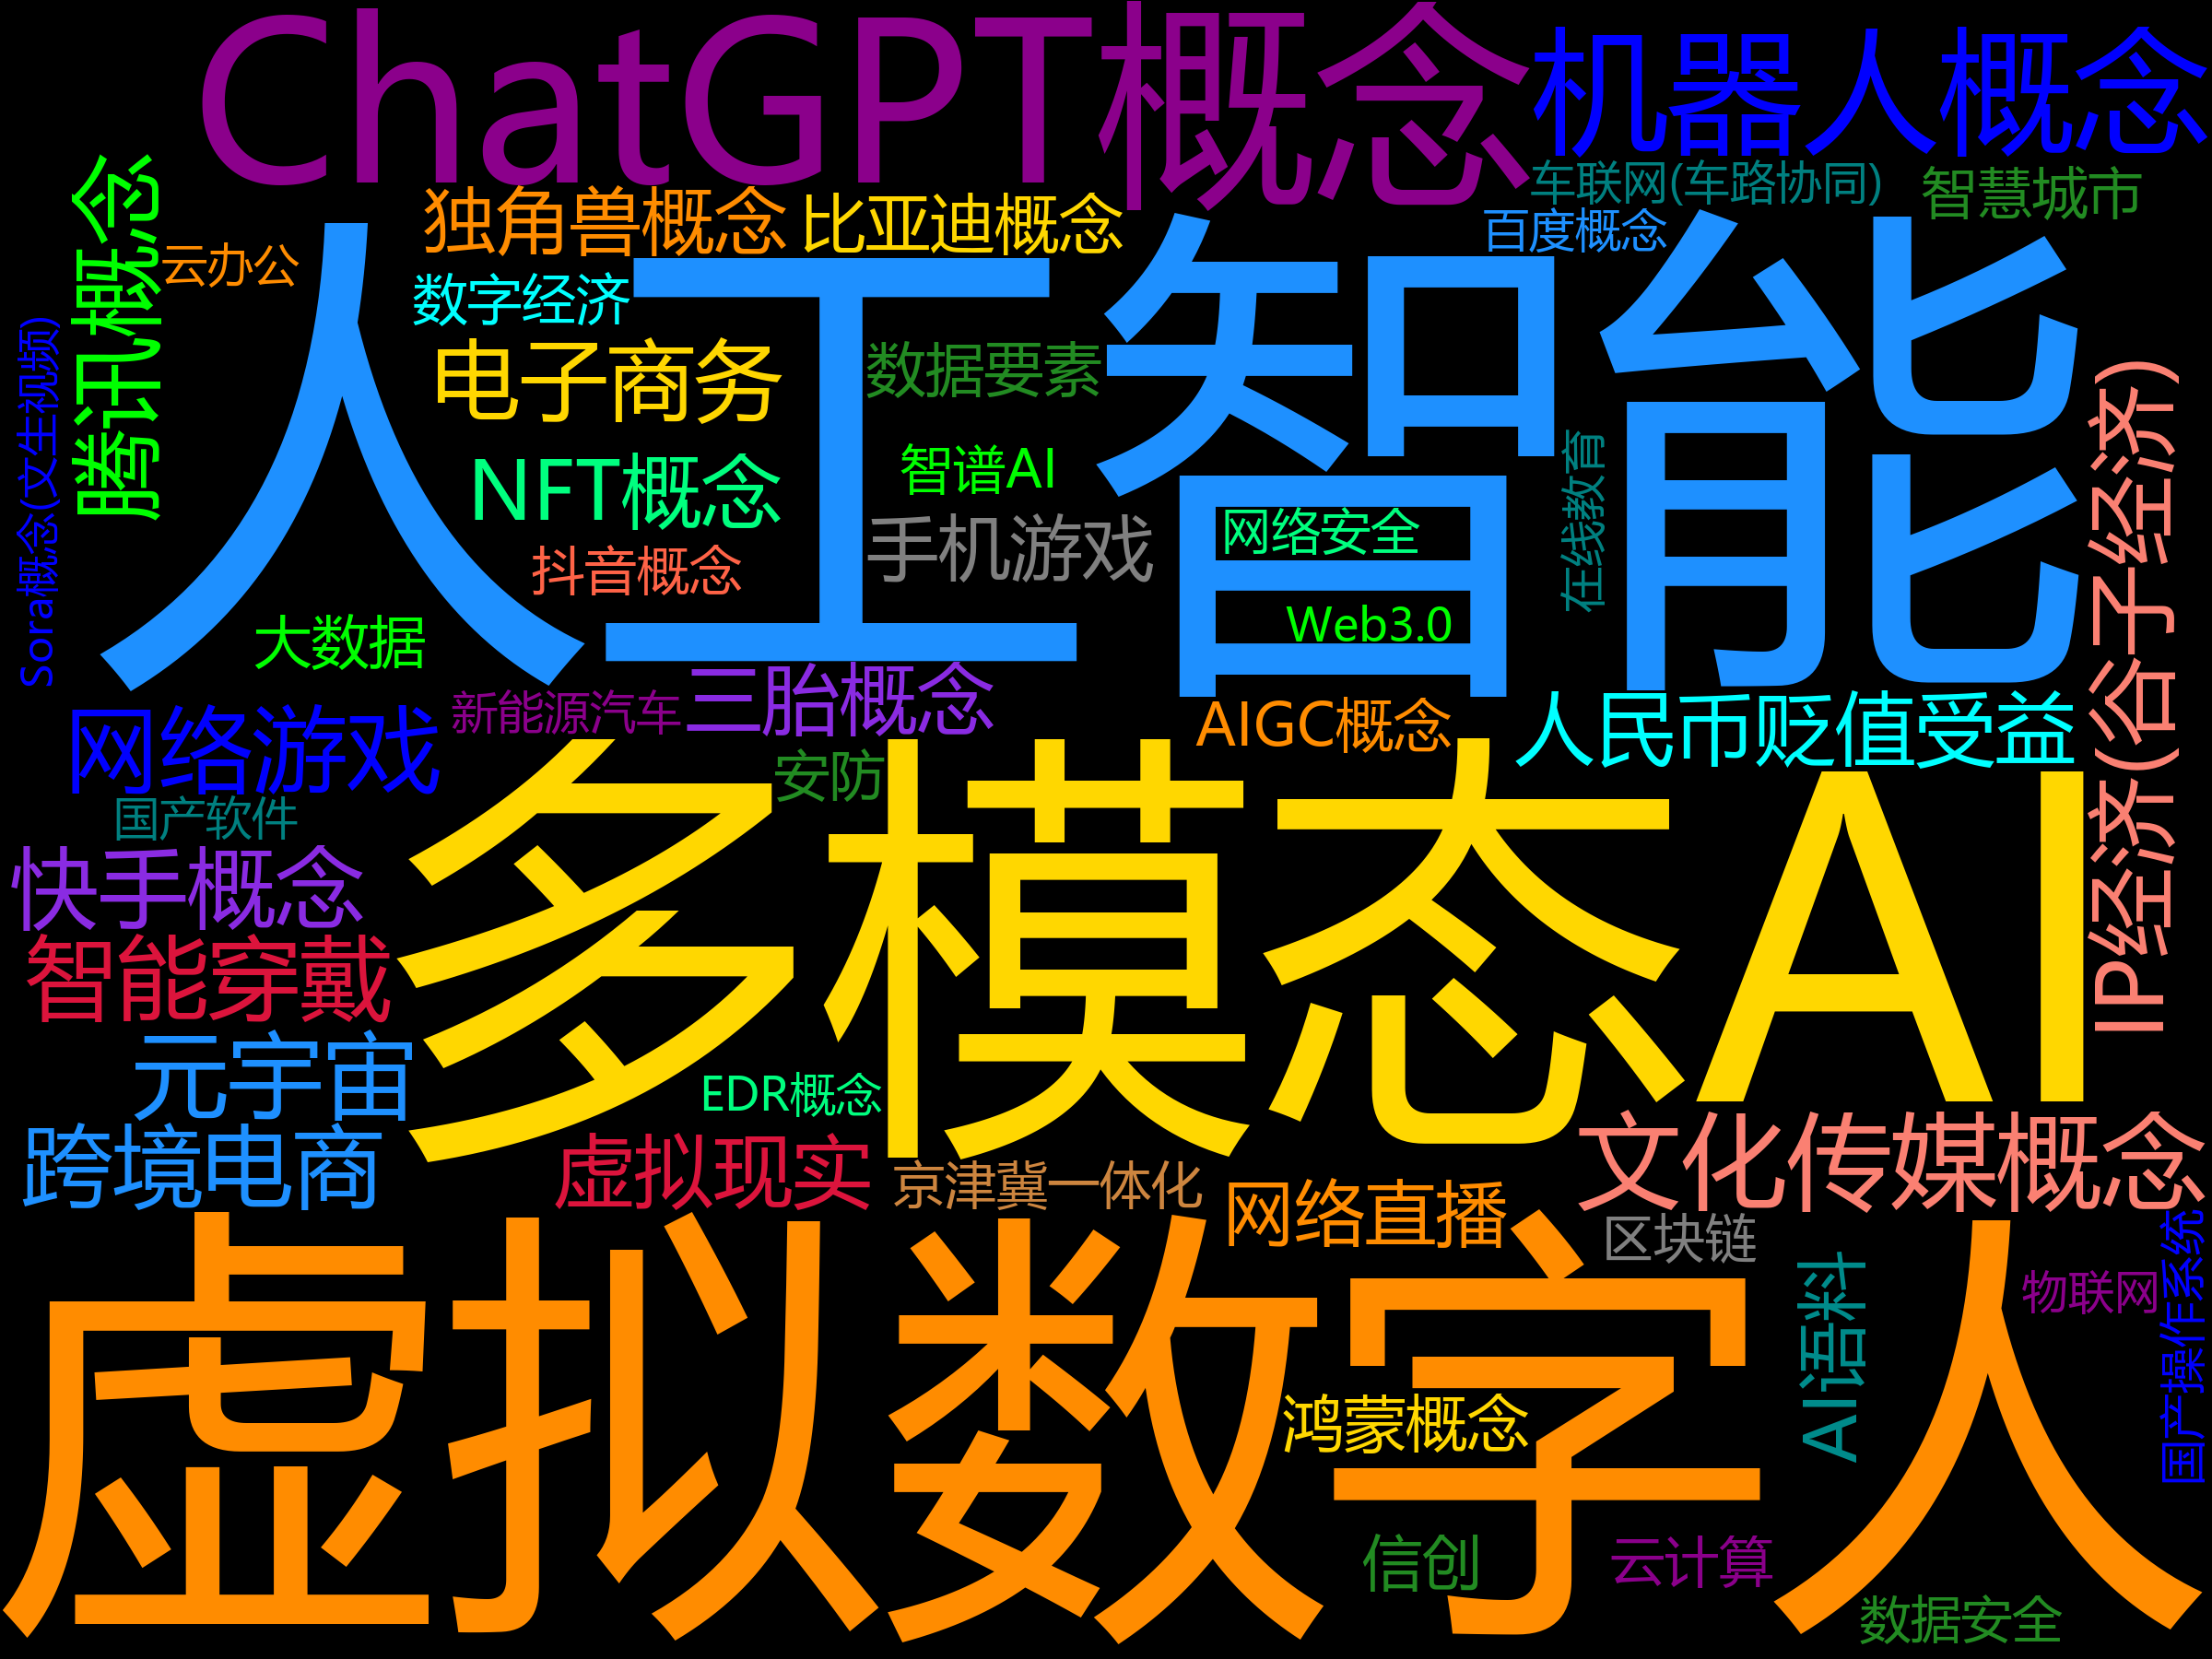 ChatGPT概念
机器人概念
车联网(车路协同)
智慧城市
独角兽概念
比亚迪概念
百度概念
云办公
腾讯概念
人工智能
数字经济
Sora概念(文生视频)
电子商务
数据要素
智谱AI
NFT概念
手机游戏
网络安全
在线教育
抖音概念
Web3.0
大数据
IP经济(谷子经济)
三胎概念
新能源汽车
AIGC概念
人民币贬值受益
网络游戏
安防
国产软件
多模态AI
快手概念
智能穿戴
元宇宙
EDR概念
跨境电商
虚拟现实
京津冀一体化
网络直播
文化传媒概念
区块链
虚拟数字人
AI语料
物联网
国产操作系统
鸿蒙概念
信创
云计算
数据安全